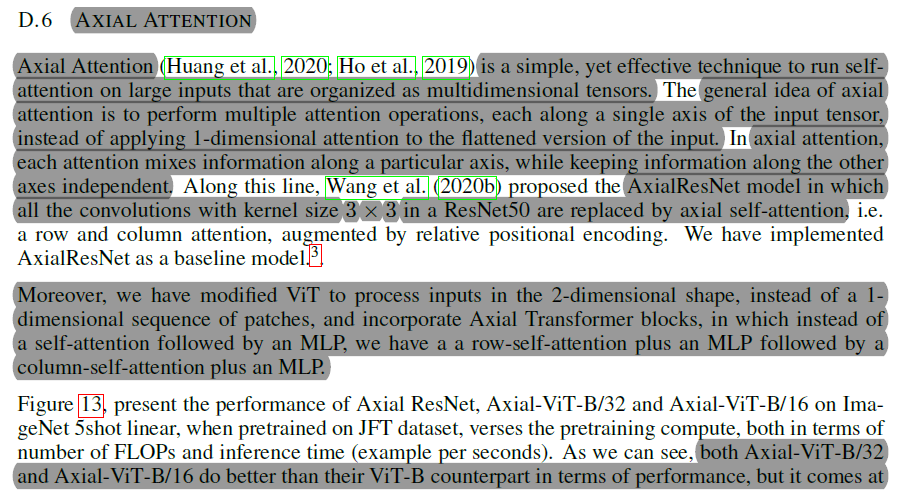 D.6 AXIAL ATTENTION
Axial Attention (Huang et al., 2020; Ho et al., 2019) is a simple, yet effective technique to run self-
attention on large inputs that are organized as multidimensional tensors. The general idea of axial
attention is to perform multiple attention operations, each along a single axis of the input tensor,
instead of applying 1-dimensional attention to the flattened version of the input. In axial attention,
each attention mixes information along a particular axis, while keeping information along the other
axes independent. Along this line, Wang et al. (2020b) proposed the AxialResNet model in which
all the convolutions with kernel size 3 × 3 in a ResNet50 are replaced by axial self-attention, i.e.
a row and column attention, augmented by relative positional encoding. We have implemented
AxialResNet as a baseline model.3.
Moreover, we have modified ViT to process inputs in the 2-dimensional shape, instead of a 1-
dimensional sequence of patches, and incorporate Axial Transformer blocks, in which instead of
a self-attention followed by an MLP, we have a a row-self-attention plus an MLP followed by a
column-self-attention plus an MLP.
Figure 13, present the performance of Axial ResNet, Axial-ViT-B/32 and Axial-ViT-B/16 on Ima-
geNet 5shot linear, when pretrained on JFT dataset, verses the pretraining compute, both in terms of
number of FLOPs and inference time (example per seconds). As we can see, both Axial-ViT-B/32
and Axial-ViT-B/16 do better than their ViT-B counterpart in terms of performance, but it comes at